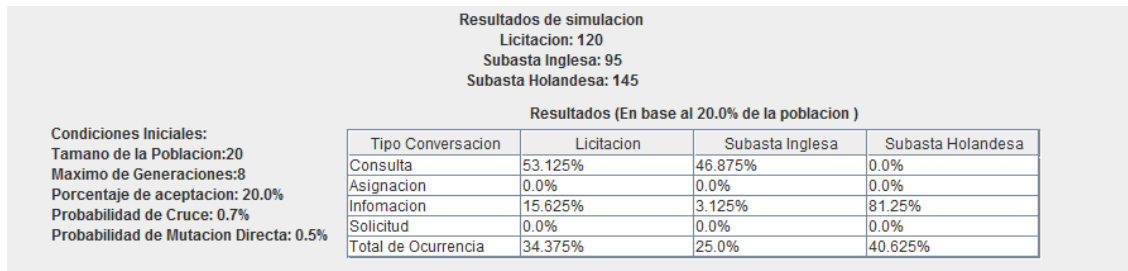 Resultados de simulacion
Licitacion: 120
Subasta Inglesa: 95
Subasta Holandesa: 145
Condiciones Iniciales:
Tamano de la Poblacion:20
Maximo de Generaciones:8
Porcentaje de aceptacion: 20.0%
Probabilidad de Cruce: 0.7%
Probabilidad de Mutacion Directa: 0.5%
Resultados (En base al 20.0% de la poblacion )
Tipo Conversacion Licitacion Subasta Inglesa Subasta Holandesa
Consulta 53.125% 46.875% 0.0%
Asignacion 0.0% 0.0% 0.0%
Infomacion 15.625% 3.125% 81.25%
Solicitud 0.0% 0.0% 0.0%
Total de Ocurrencia 34.375% 25.0% 40.625%